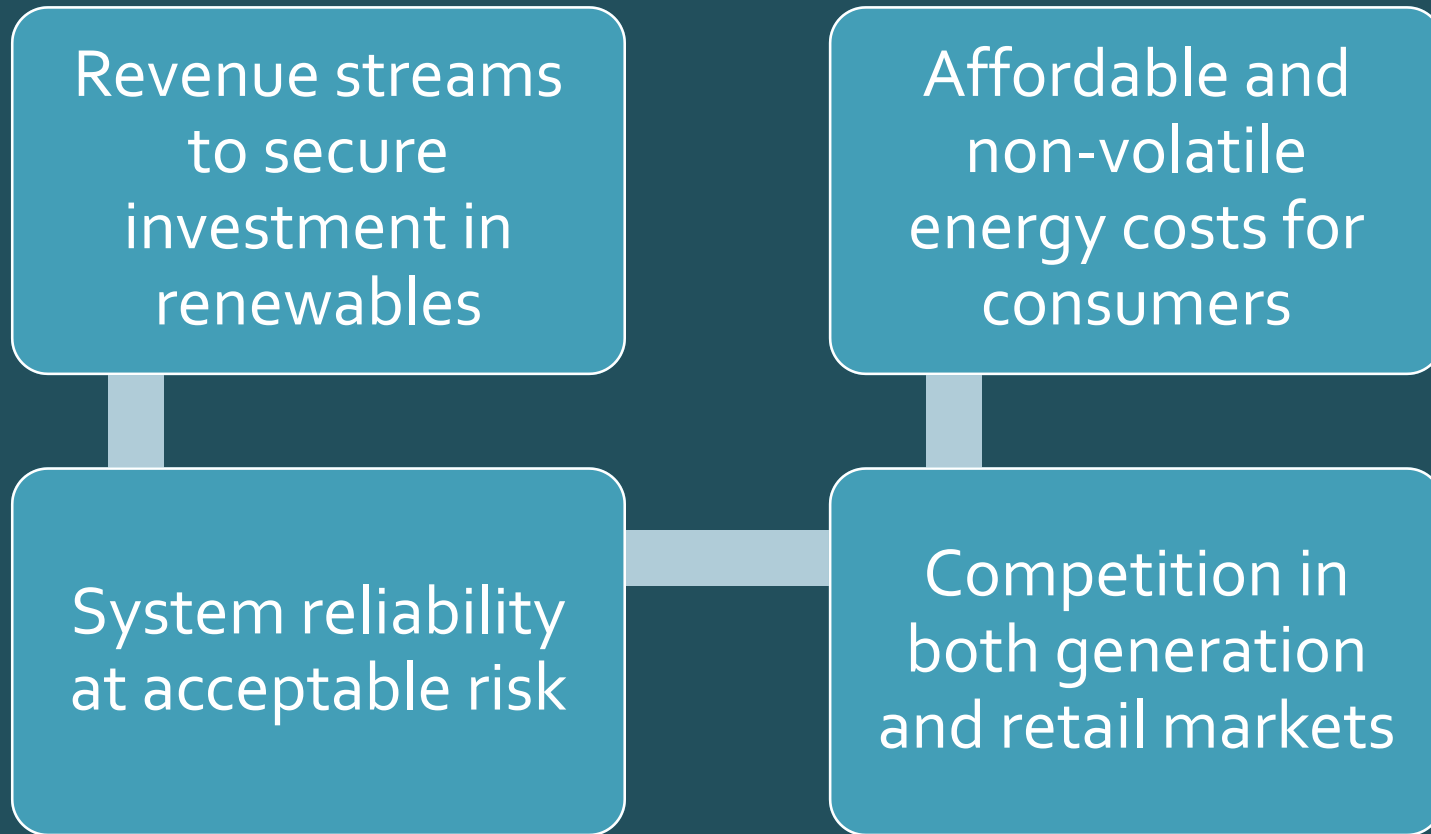 Revenue streams
to secure
investment in
renewables
System reliability
at acceptable risk
Competition in
both generation
and retail markets
Affordable and
non-volatile
energy costs for
consumers